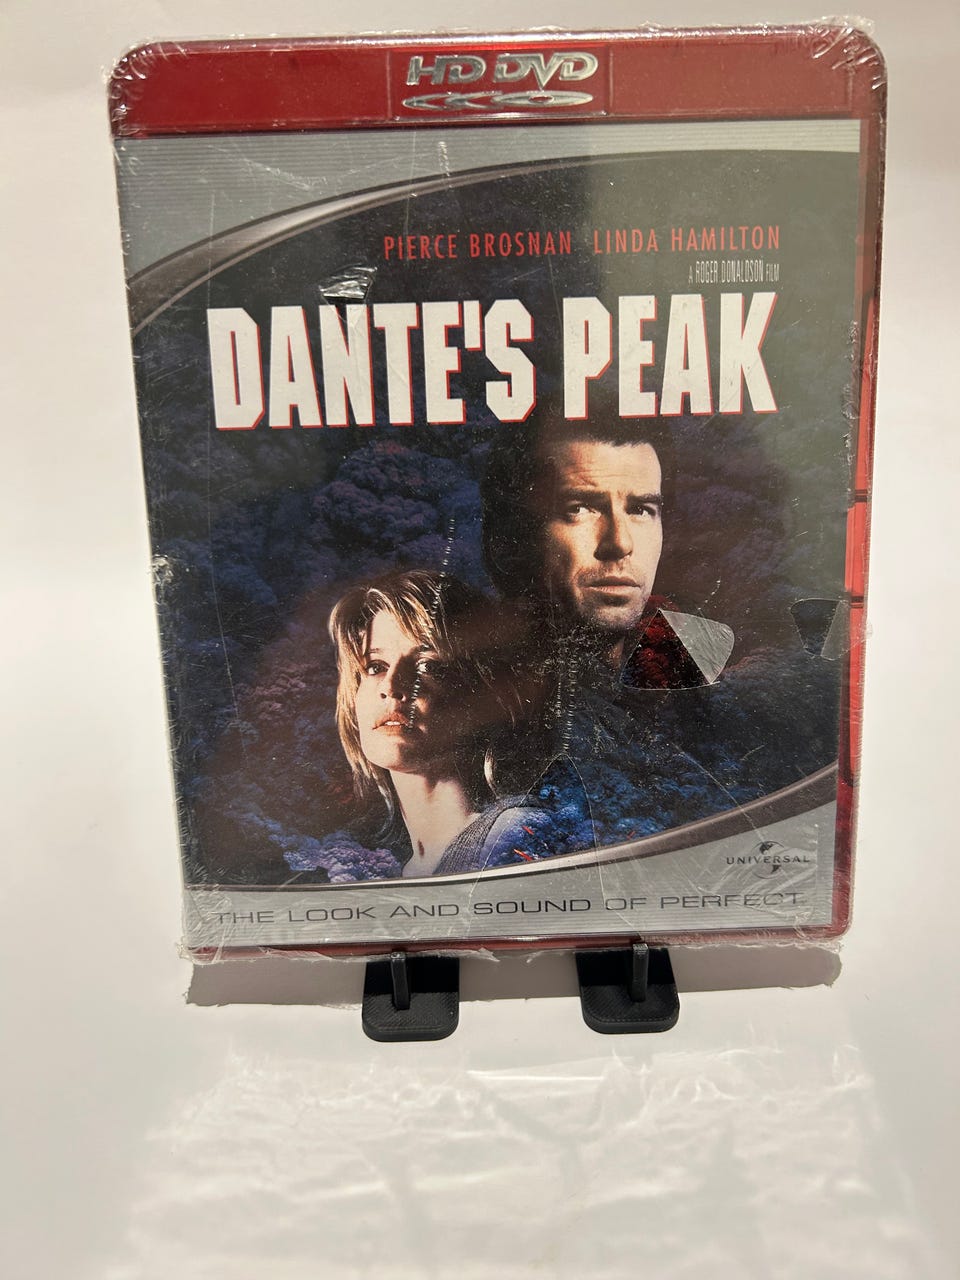 HD DVD
PIERCE BROSNAN LINDA HAMILTON
A ROGER DONALDSON FILM
DANTE'S PEAK
UNIVERSAL
THE LOOK AND SOUND OF PERFECT